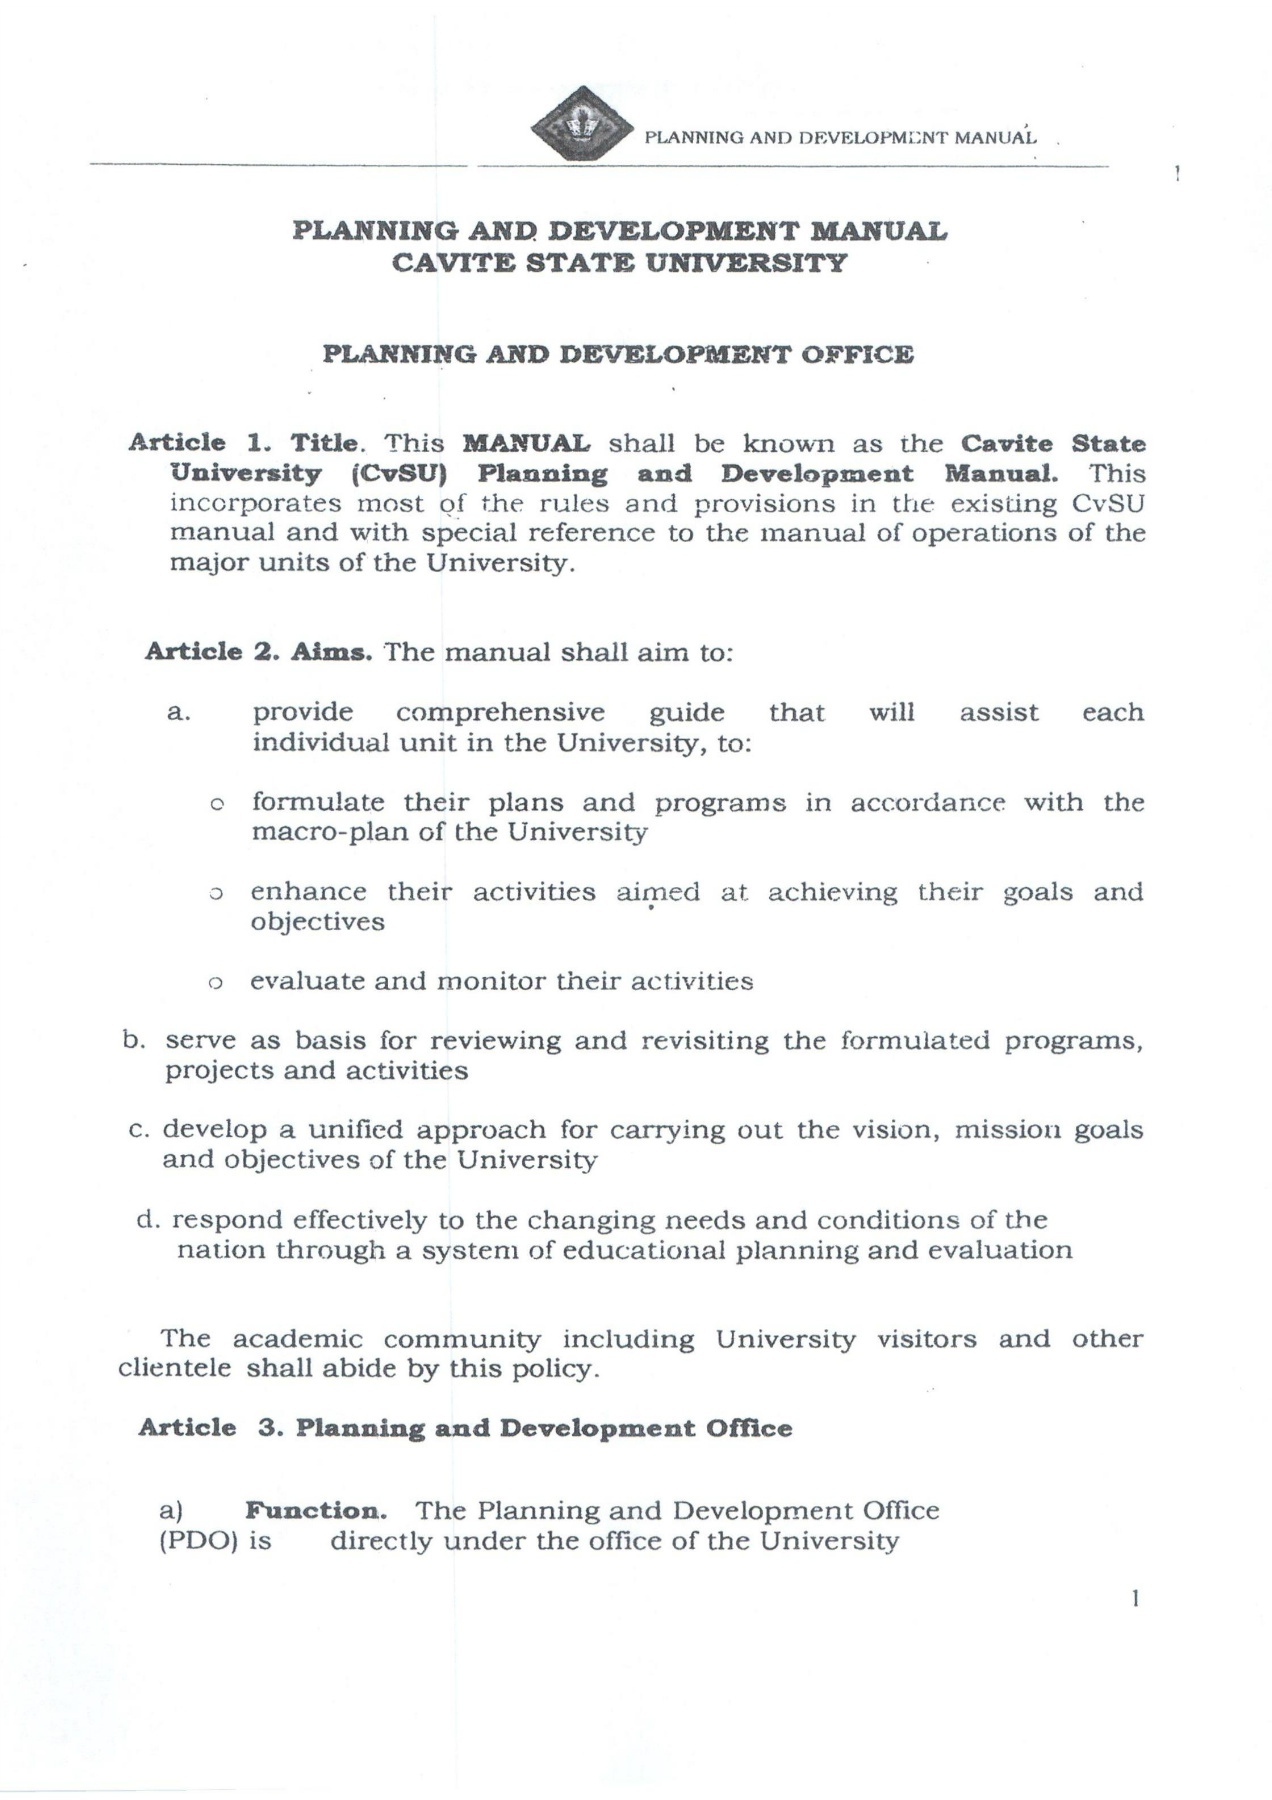 PLANNING AND DEVELOPMENT MANUAL
1
PLANNING AND DEVELOPMENT MANUAL
CAVITE STATE UNIVERSITY
PLANNING AND DEVELOPMENT OFFICE
Article 1. Title. This MANUAL shall be known as the Cavite State
University (CvSU) Planning and Development Manual. This
incorporates most of the rules and provisions in the existing CvSU
manual and with special reference to the manual of operations of the
major units of the University.
Article 2. Aims. The manual shall aim to:
a. provide comprehensive guide that will assist each
individual unit in the University, to:
o formulate their plans and programs in accordance with the
macro-plan of the University
o enhance their activities aimed at achieving their goals and
objectives
o evaluate and monitor their activities
b. serve as basis for reviewing and revisiting the formulated programs,
projects and activities
c. develop a unified approach for carrying out the vision, mission goals
and objectives of the University
d. respond effectively to the changing needs and conditions of the
nation through a system of educational planning and evaluation
The academic community including University visitors and other
clientele shall abide by this policy.
Article 3. Planning and Development Office
a) Function. The Planning and Development Office
(PDO) is directly under the office of the University
1